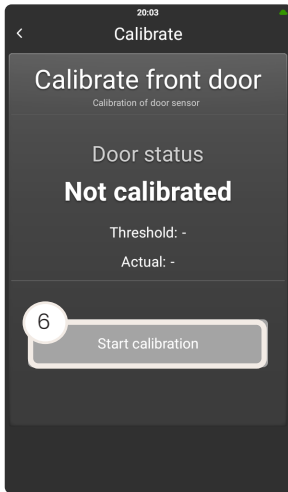 20:03
Calibrate
Calibrate front door
Calibration of door sensor
Door status
Not calibrated
Threshold: -
Actual: -
6
Start calibration